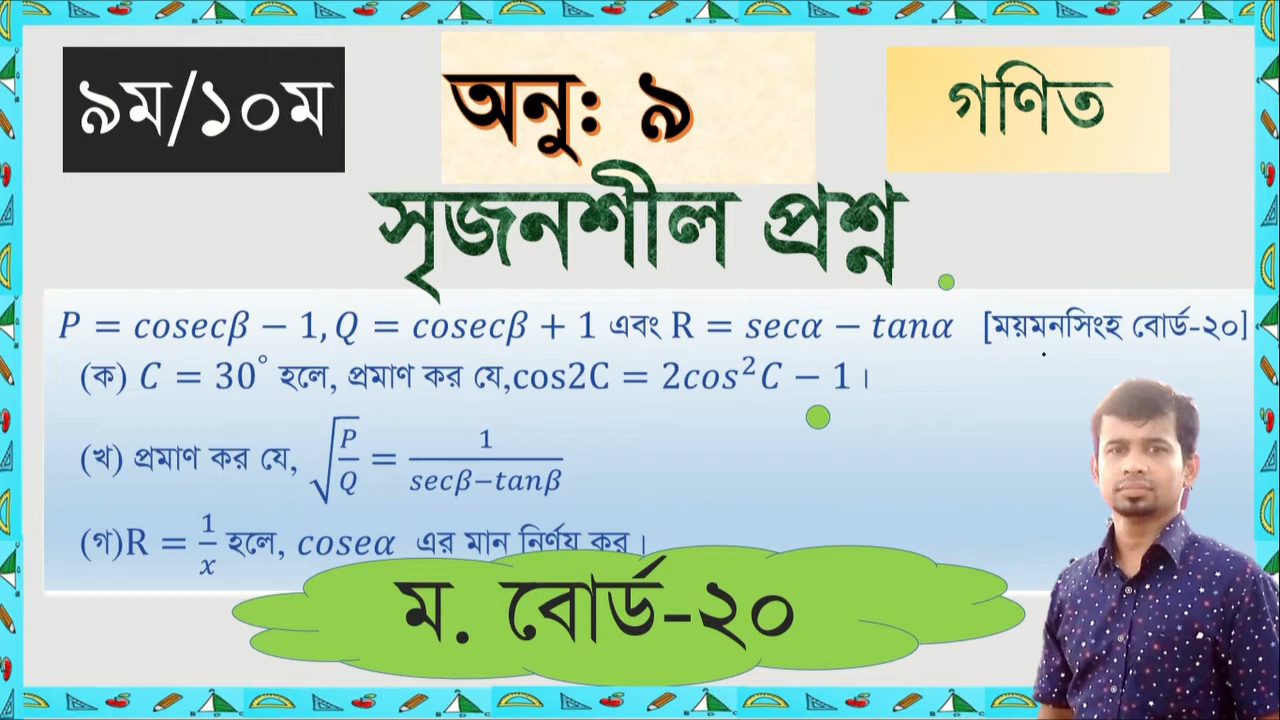 ৯ম/১০ম
অনু: ৯
গণিত
সৃজনশীল প্রশ্ন
P = cosecβ − 1, Q = cosecβ + 1 এবং R = secα − tanα [ময়মনসিংহ বোর্ড-২০]
(ক) C = 30° হলে, প্রমাণ কর যে,cos2C = 2cos²C − 1।
(খ) প্রমাণ কর যে, √(P/Q) = 1/(secβ−tanβ)
(গ)R = 1/x হলে, coseα এর মান নির্ণয় কর।
ম. বোর্ড-২০